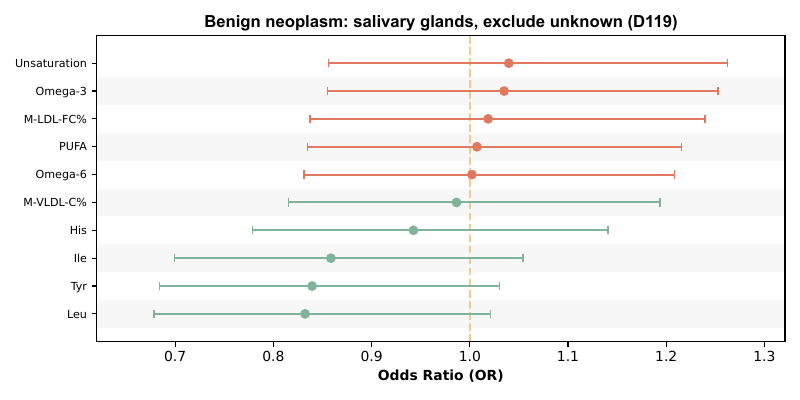 Benign neoplasm: salivary glands, exclude unknown (D119)
Unsaturation
Omega-3
M-LDL-FC%
PUFA
Omega-6
M-VLDL-C%
His
Ile
Tyr
Leu
0.7 0.8 0.9 1.0 1.1 1.2 1.3
Odds Ratio (OR)